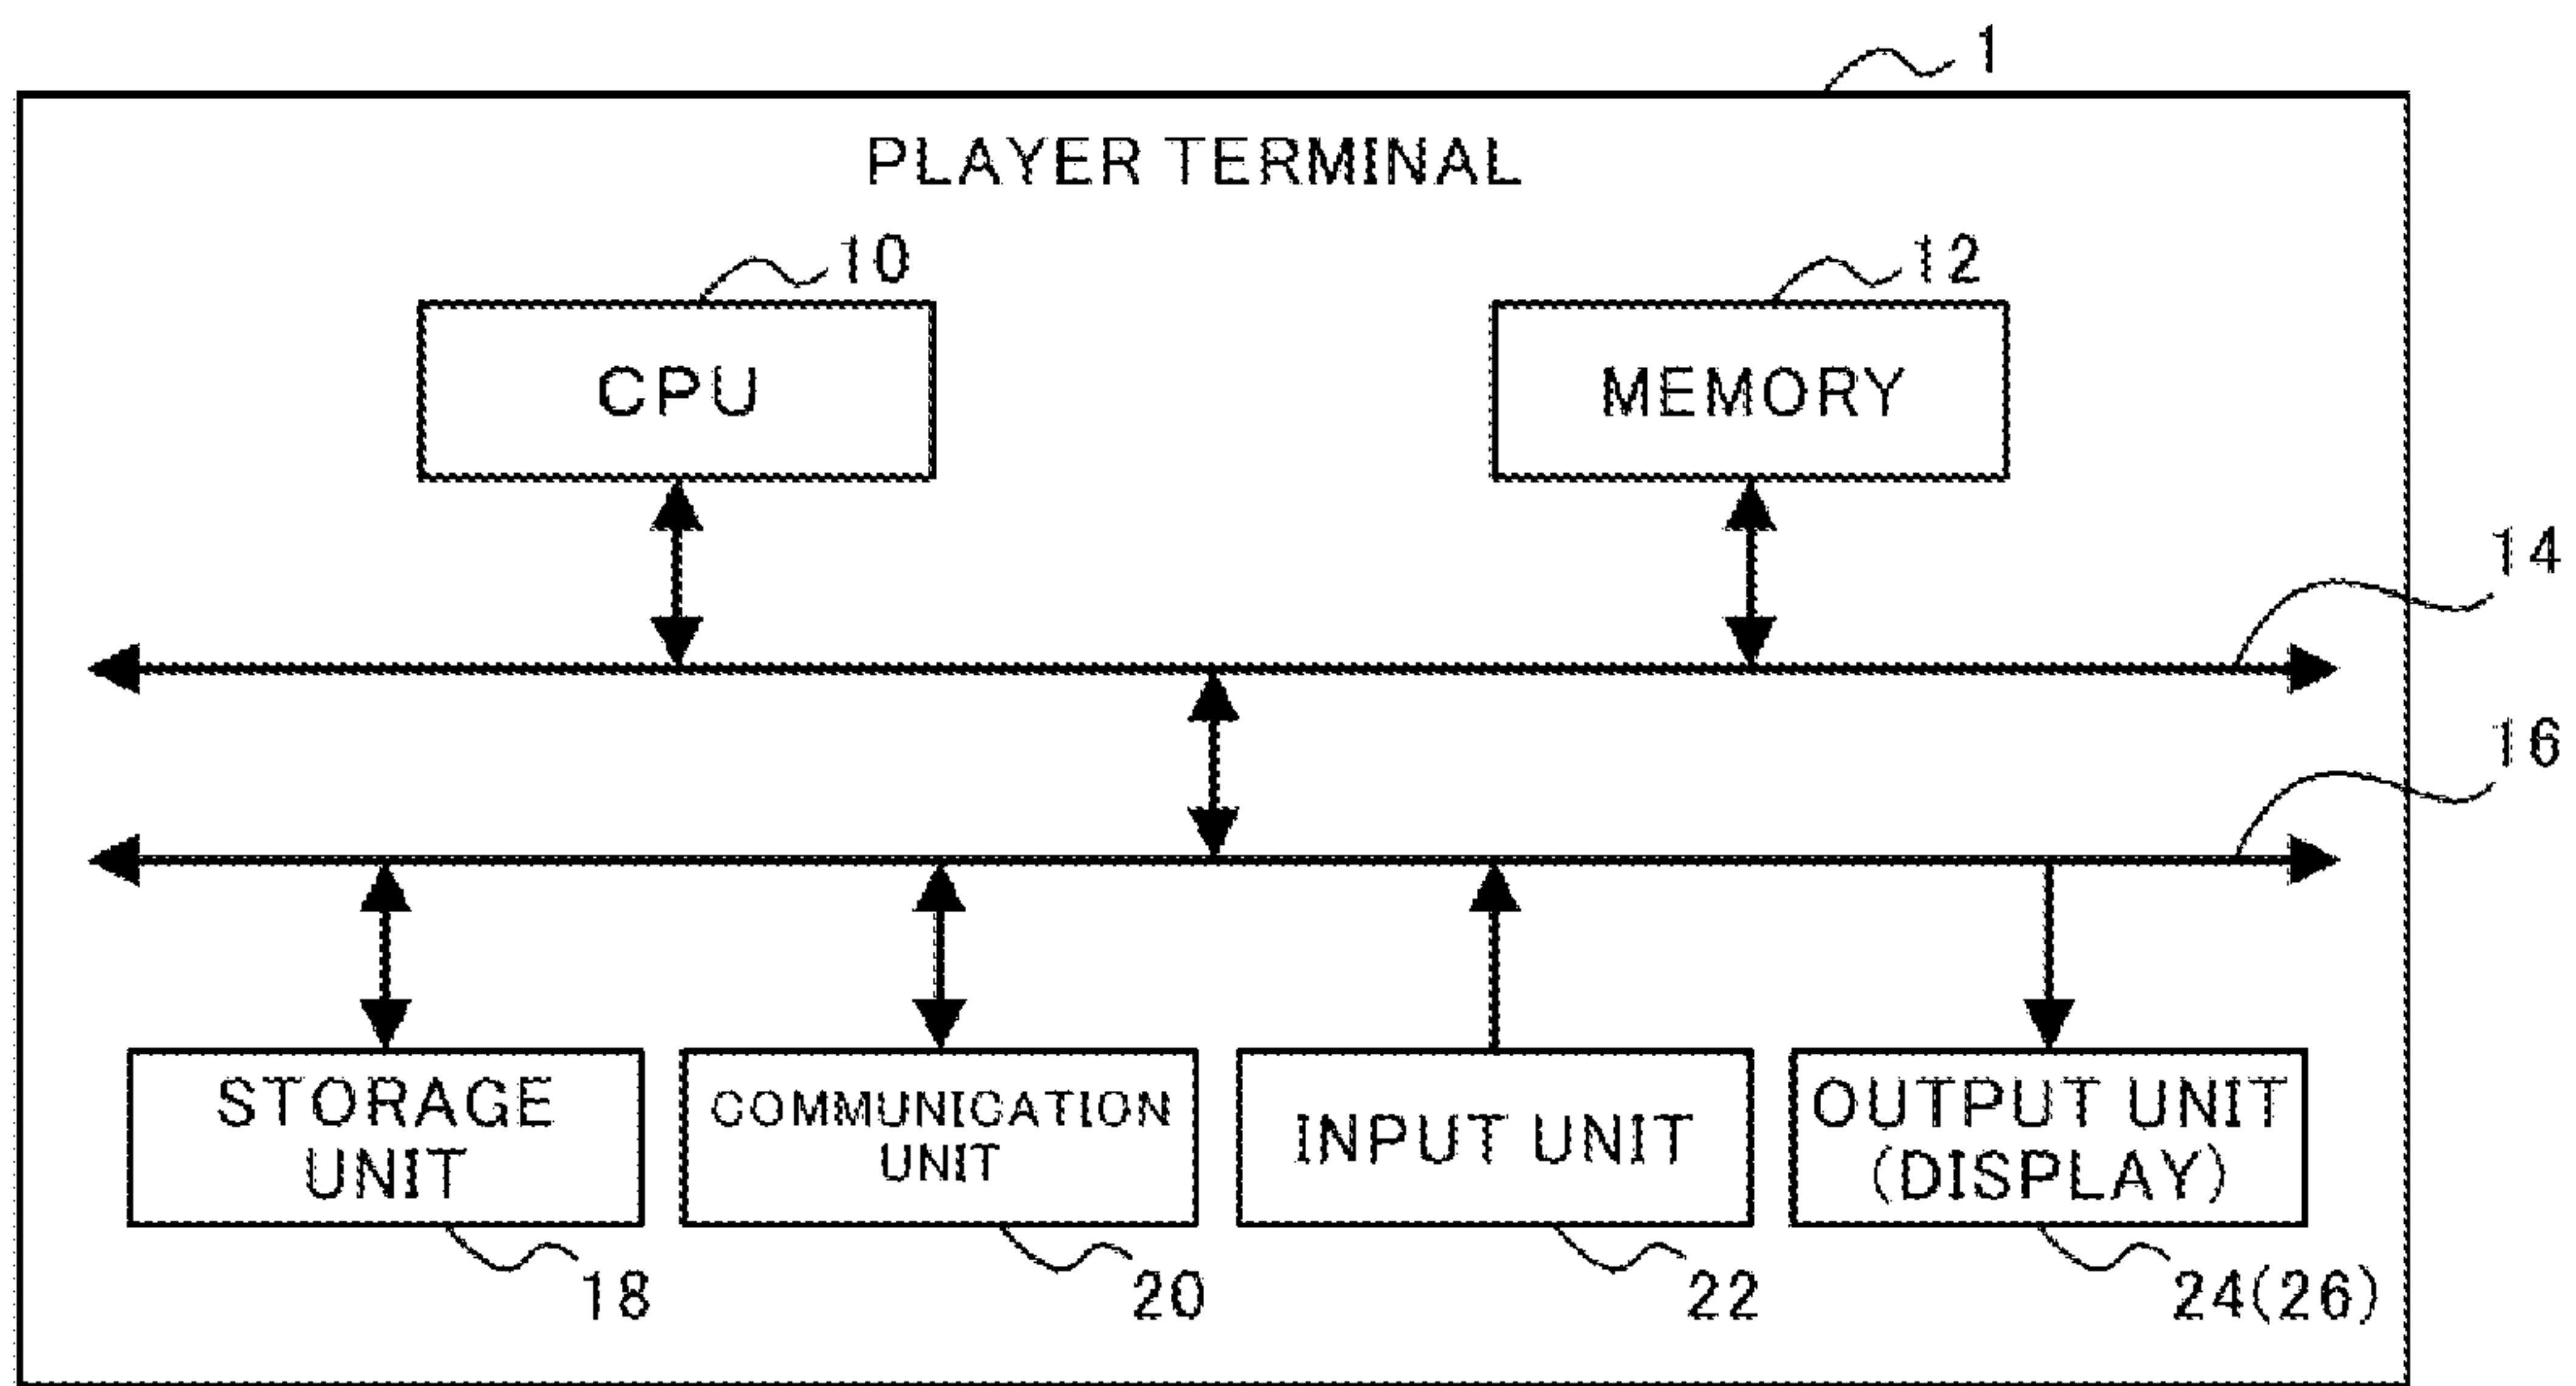 1
PLAYER TERMINAL
10
12
CPU
MEMORY
14
16
STORAGE
UNIT
COMMUNICATION
UNIT
INPUT UNIT
OUTPUT UNIT
(DISPLAY)
18
20
22
24(26)